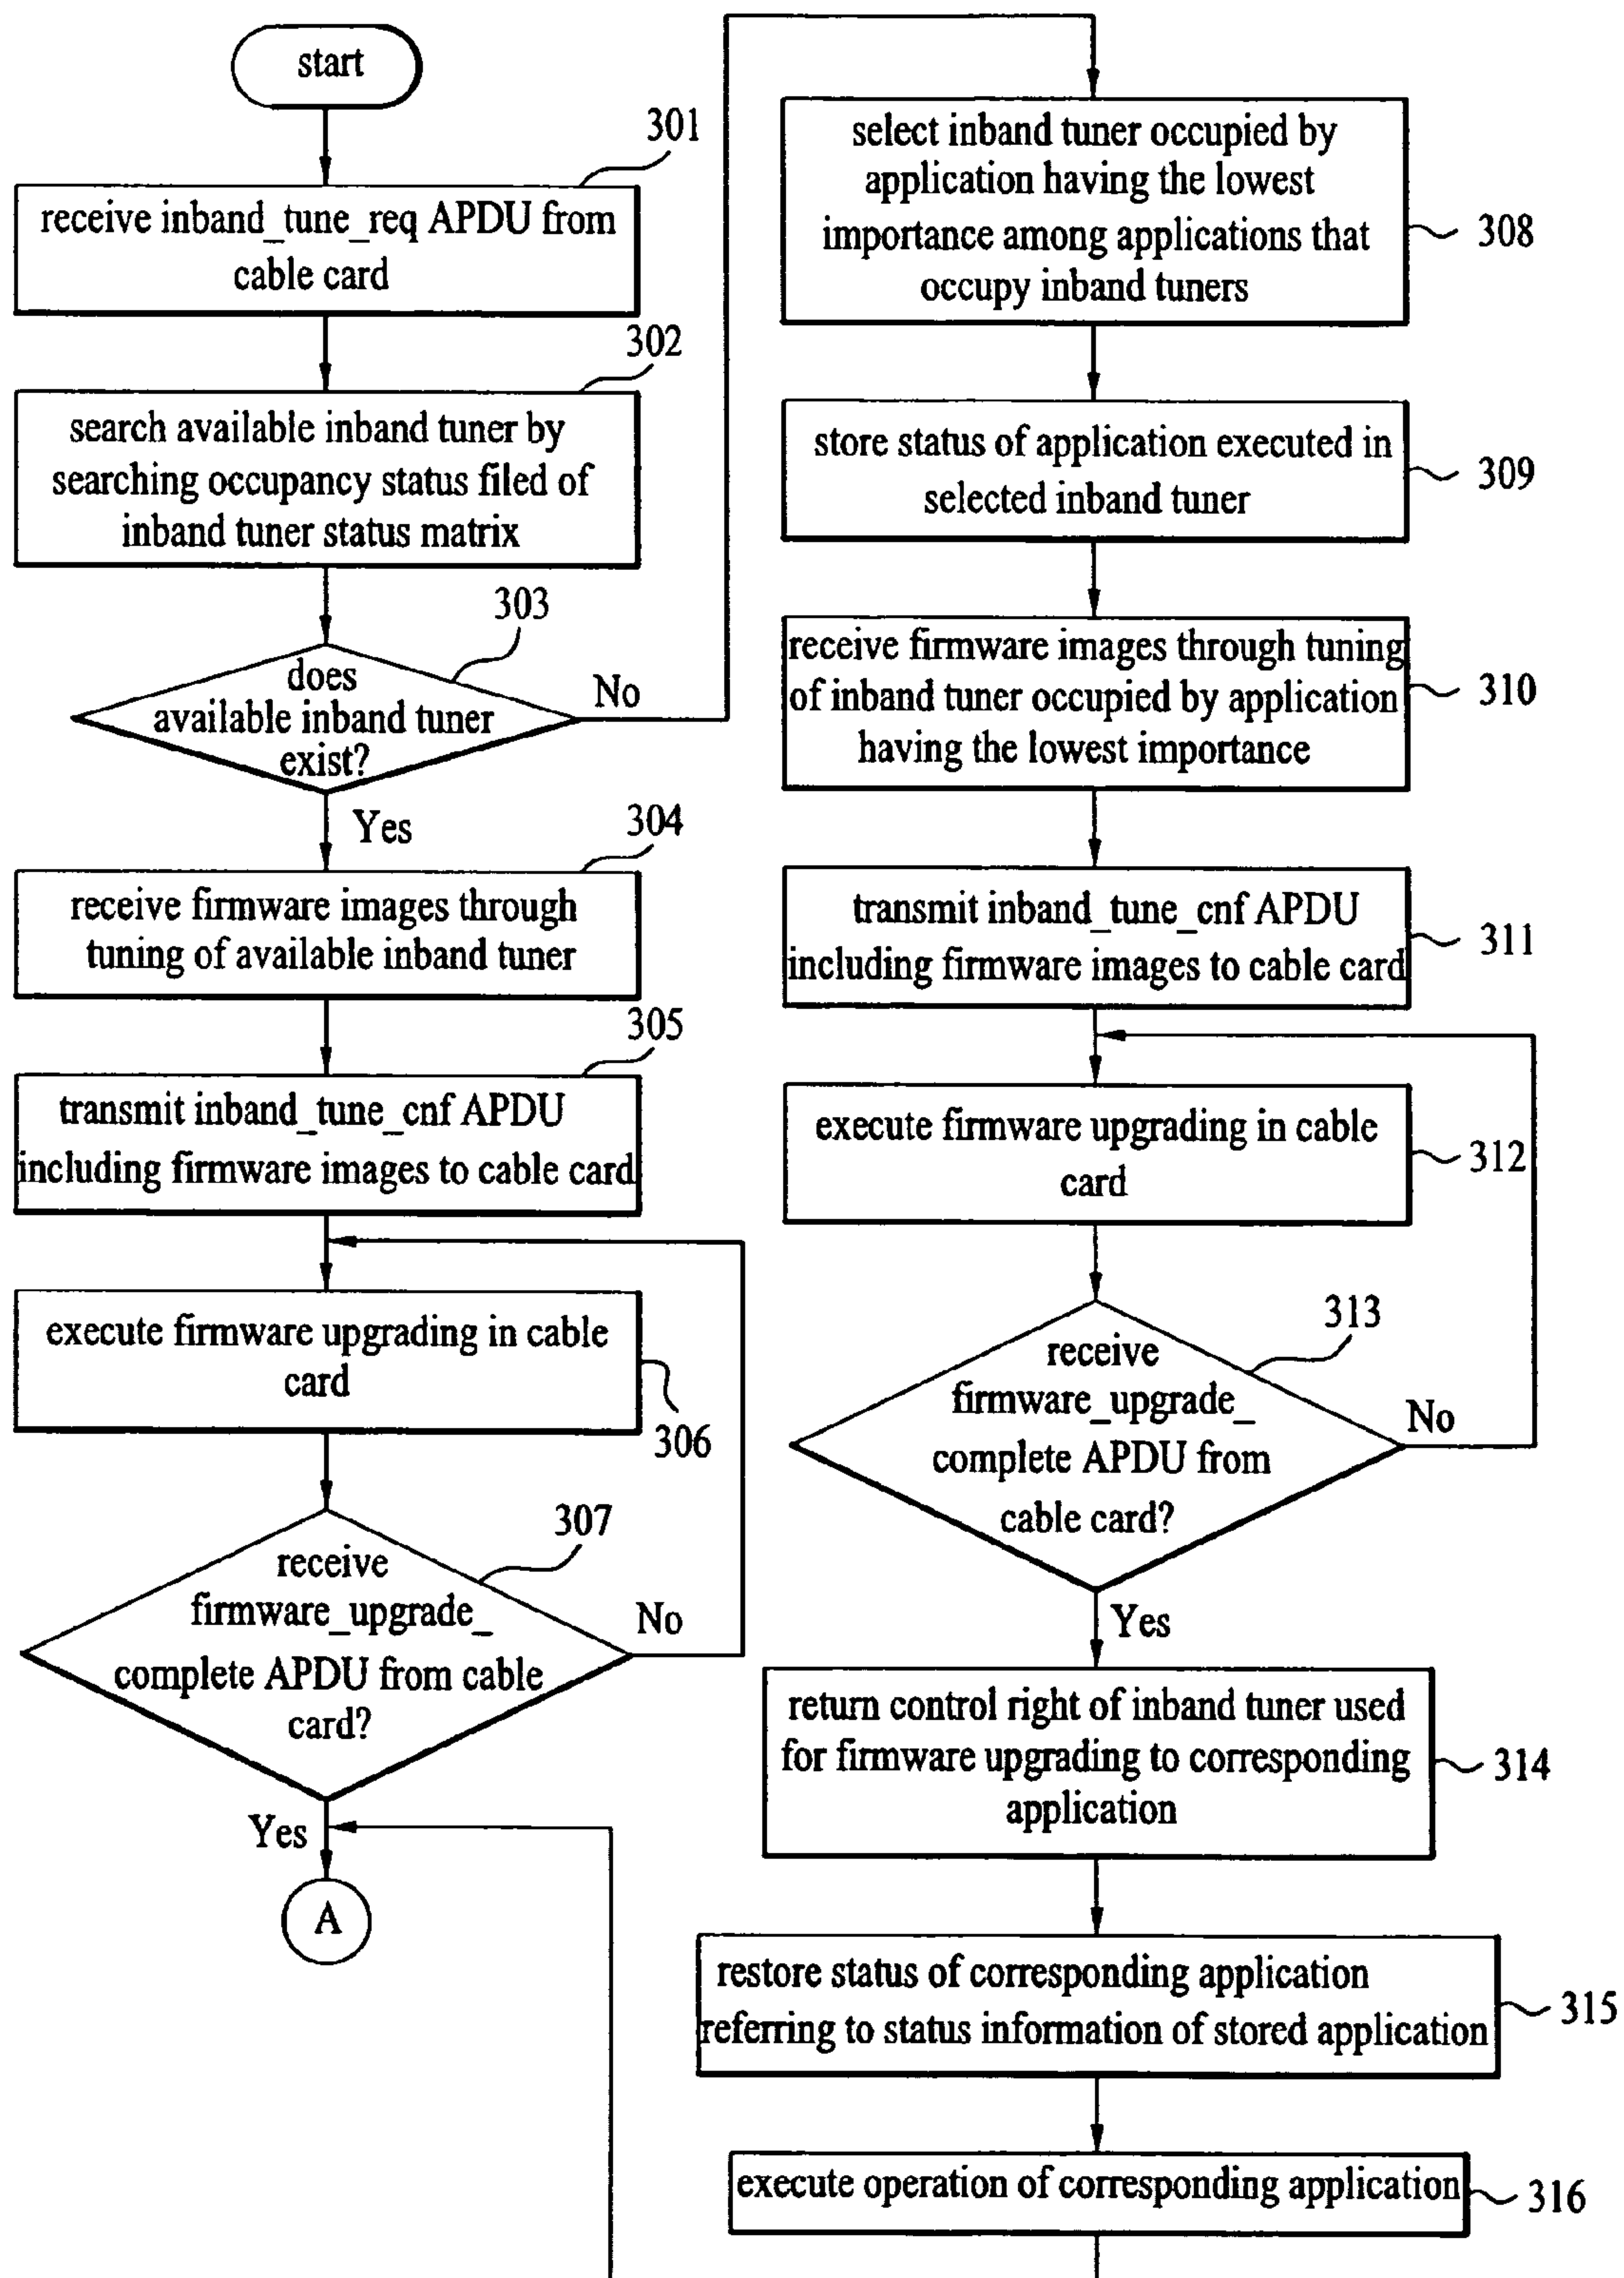 start
301
receive inband_tune_req APDU from
cable card
302
search available inband tuner by
searching occupancy status filed of
inband tuner status matrix
303
does
available inband tuner
exist?
No
Yes
304
receive firmware images through
tuning of available inband tuner
305
transmit inband_tune_cnf APDU
including firmware images to cable card
execute firmware upgrading in cable
card
306
307
receive
firmware_upgrade_
complete APDU from cable
card?
No
Yes
A
select inband tuner occupied by
application having the lowest
importance among applications that
occupy inband tuners
308
store status of application executed in
selected inband tuner
309
receive firmware images through tuning
of inband tuner occupied by application
having the lowest importance
310
transmit inband_tune_cnf APDU
including firmware images to cable card
311
execute firmware upgrading in cable
card
312
313
receive
firmware_upgrade_
complete APDU from
cable card?
No
Yes
return control right of inband tuner used
for firmware upgrading to corresponding
application
314
restore status of corresponding application
referring to status information of stored application
315
execute operation of corresponding application
316